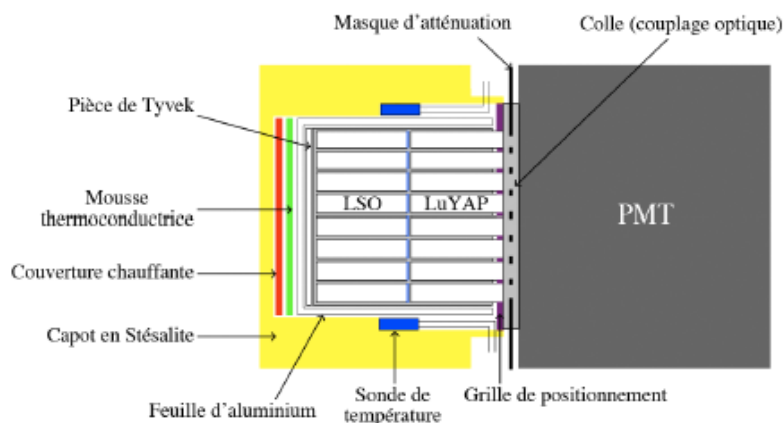 Masque d'atténuation
Colle (couplage optique)
Pièce de Tyvek
Mousse
thermoconductrice
LSO
LuYAP
PMT
Couverture chauffante
Capot en Stésalite
Feuille d'aluminium
Sonde de
température
Grille de positionnement